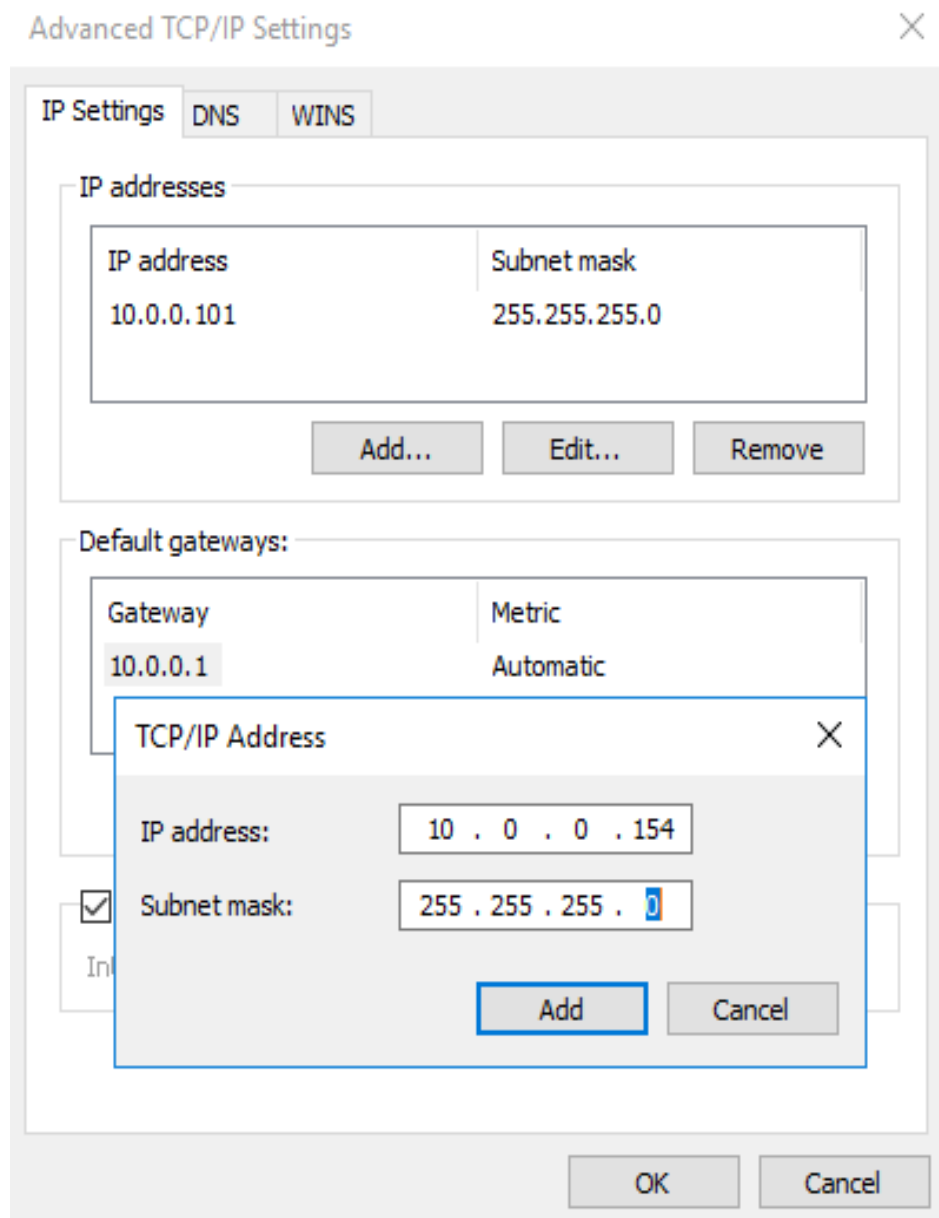 Advanced TCP/IP Settings
IP Settings DNS WINS
IP addresses
IP address Subnet mask
10.0.0.101 255.255.255.0
Add... Edit... Remove
Default gateways:
Gateway Metric
10.0.0.1 Automatic
TCP/IP Address
IP address: 10 . 0 . 0 . 154
Subnet mask: 255 . 255 . 255 . 0
Add Cancel
OK Cancel